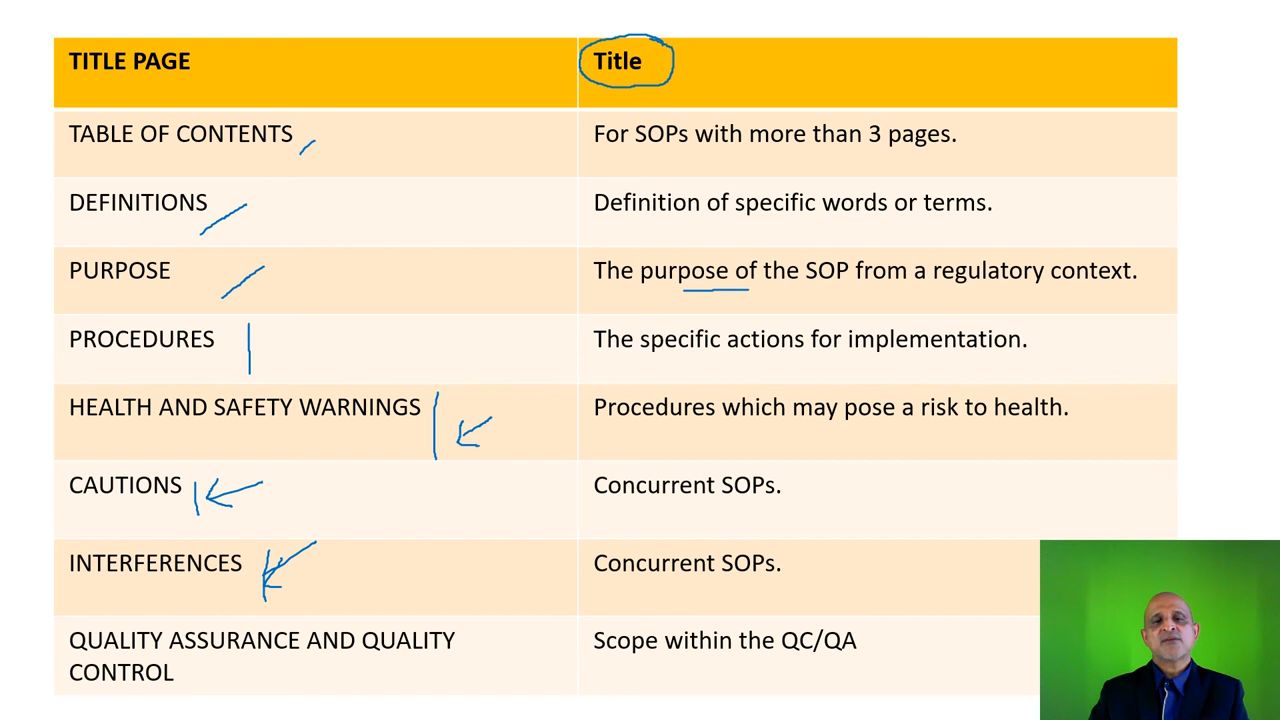 TITLE PAGE
Title
TABLE OF CONTENTS
For SOPs with more than 3 pages.
DEFINITIONS
Definition of specific words or terms.
PURPOSE
The purpose of the SOP from a regulatory context.
PROCEDURES
The specific actions for implementation.
HEALTH AND SAFETY WARNINGS
Procedures which may pose a risk to health.
CAUTIONS
Concurrent SOPs.
INTERFERENCES
Concurrent SOPs.
QUALITY ASSURANCE AND QUALITY
CONTROL
Scope within the QC/QA